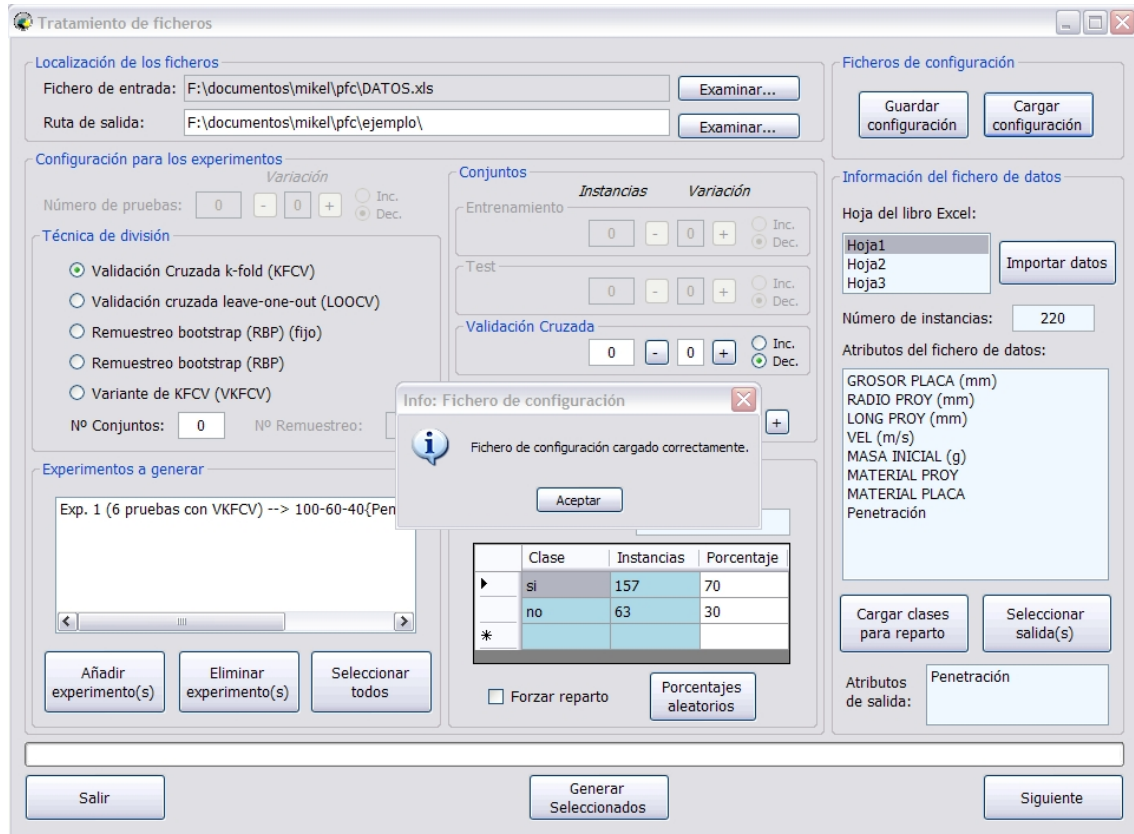 Tratamiento de ficheros
Localización de los ficheros
Fichero de entrada: F:\documentos\mikel\pfc\DATOS.xls Examinar...
Ruta de salida: F:\documentos\mikel\pfc\ejemplo\ Examinar...
Ficheros de configuración
Guardar configuración
Cargar configuración
Configuración para los experimentos
Variación
Número de pruebas: 0 - 0 + Inc. Dec.
Técnica de división
Validación Cruzada k-fold (KFCV)
Validación cruzada leave-one-out (LOOCV)
Remuestreo bootstrap (RBP) (fijo)
Remuestreo bootstrap (RBP)
Variante de KFCV (VKFCV)
Nº Conjuntos: 0 Nº Remuestreo:
Conjuntos
Instancias Variación
Entrenamiento
0 - 0 + Inc. Dec.
Test
0 - 0 + Inc. Dec.
Validación Cruzada
0 - 0 + Inc. Dec.
+
Info: Fichero de configuración
Fichero de configuración cargado correctamente.
Aceptar
Experimentos a generar
Exp. 1 (6 pruebas con VKFCV) --> 100-60-40{Pen
Añadir experimento(s)
Eliminar experimento(s)
Seleccionar todos
Clase Instancias Porcentaje
si 157 70
no 63 30
*
Forzar reparto
Porcentajes aleatorios
Información del fichero de datos
Hoja del libro Excel:
Hoja1
Hoja2
Hoja3
Importar datos
Número de instancias: 220
Atributos del fichero de datos:
GROSOR PLACA (mm)
RADIO PROY (mm)
LONG PROY (mm)
VEL (m/s)
MASA INICIAL (g)
MATERIAL PROY
MATERIAL PLACA
Penetración
Cargar clases para reparto
Seleccionar salida(s)
Atributos de salida: Penetración
Salir
Generar Seleccionados
Siguiente